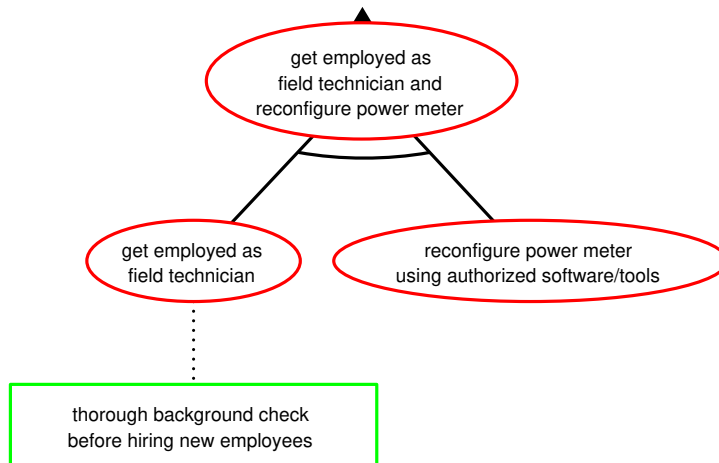 get employed as
field technician and
reconfigure power meter
get employed as
field technician
reconfigure power meter
using authorized software/tools
thorough background check
before hiring new employees